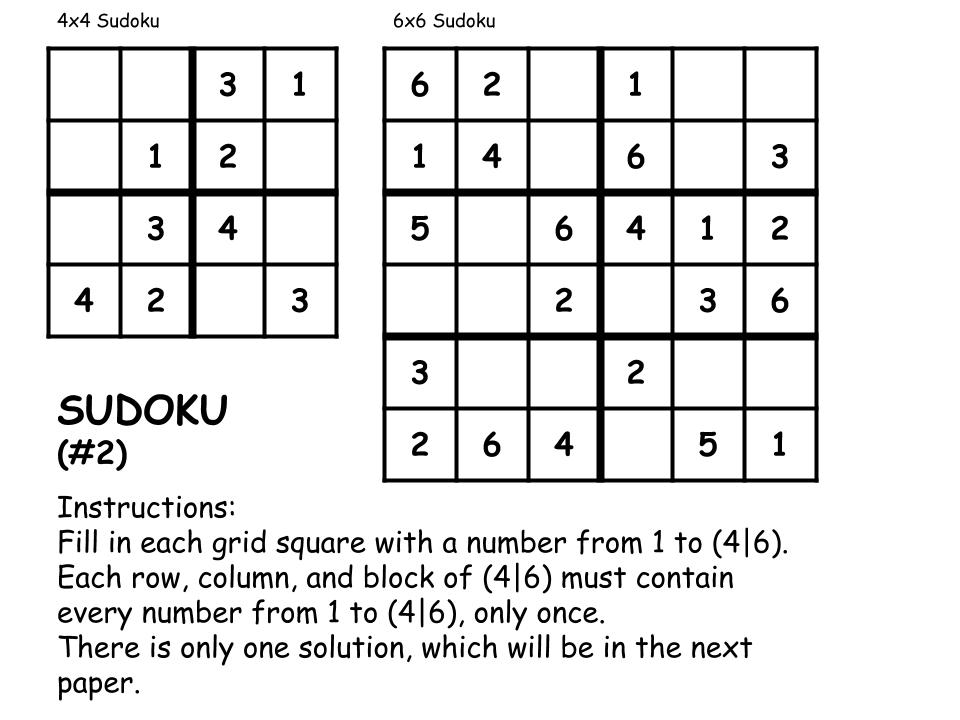 4x4 Sudoku
6x6 Sudoku
3 1
1 2
3 4
4 2 3
6 2 1
1 4 6 3
5 6 4 1 2
2 3 6
3 2
2 6 4 5 1
SUDOKU
(#2)
Instructions:
Fill in each grid square with a number from 1 to (4|6).
Each row, column, and block of (4|6) must contain
every number from 1 to (4|6), only once.
There is only one solution, which will be in the next
paper.